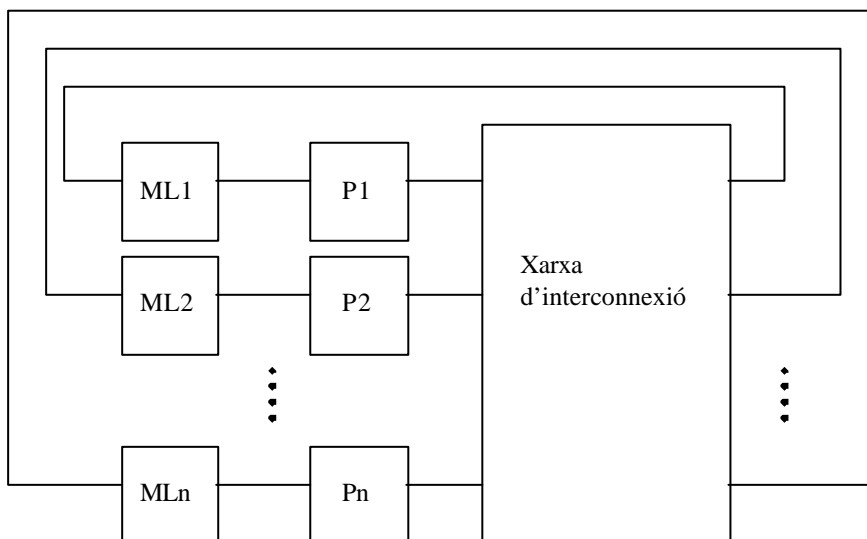 ML1
P1
ML2
P2
Xarxa
d’interconnexió
MLn
Pn